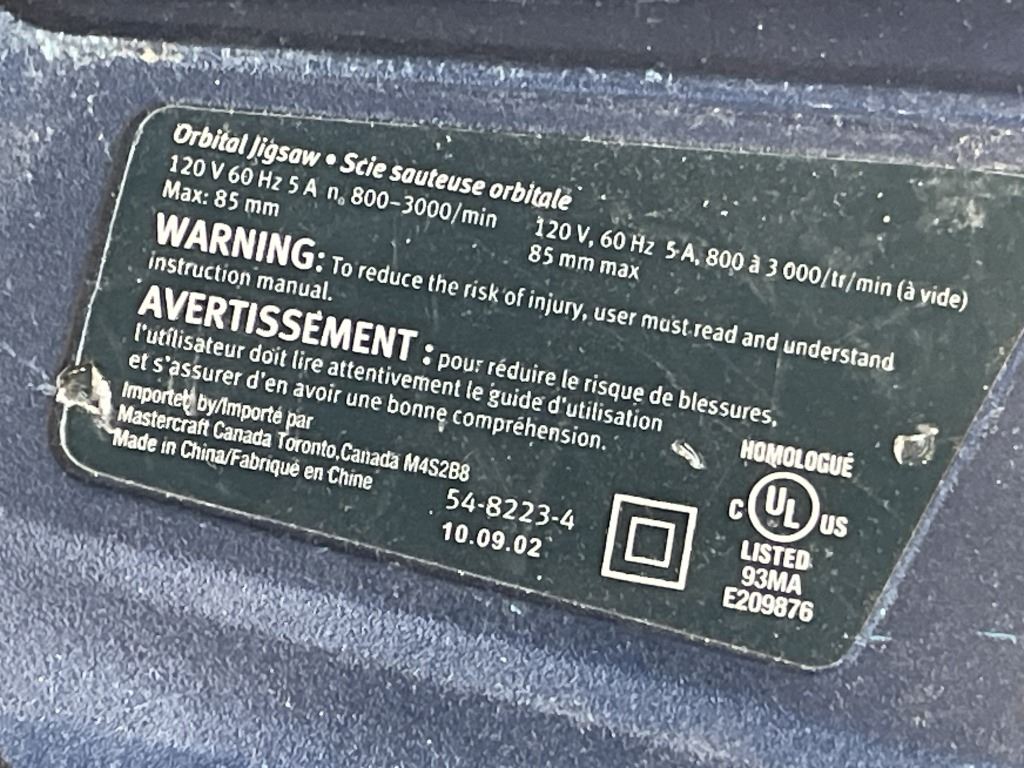 Orbital Jigsaw • Scie sauteuse orbitale
120 V 60 Hz 5 A n₀ 800-3000/min
Max: 85 mm
120 V, 60 Hz 5 A, 800 à 3 000/tr/min (à vide)
85 mm max
WARNING: To reduce the risk of injury, user must read and understand
instruction manual.
AVERTISSEMENT : pour réduire le risque de blessures,
l'utilisateur doit lire attentivement le guide d'utilisation
et s'assurer d'en avoir une bonne compréhension.
Imported by/Importé par
Mastercraft Canada Toronto,Canada M4S2B8
Made in China/Fabriqué en Chine
54-8223-4
10.09.02
HOMOLOGUÉ
C UL US
LISTED
93MA
E209876